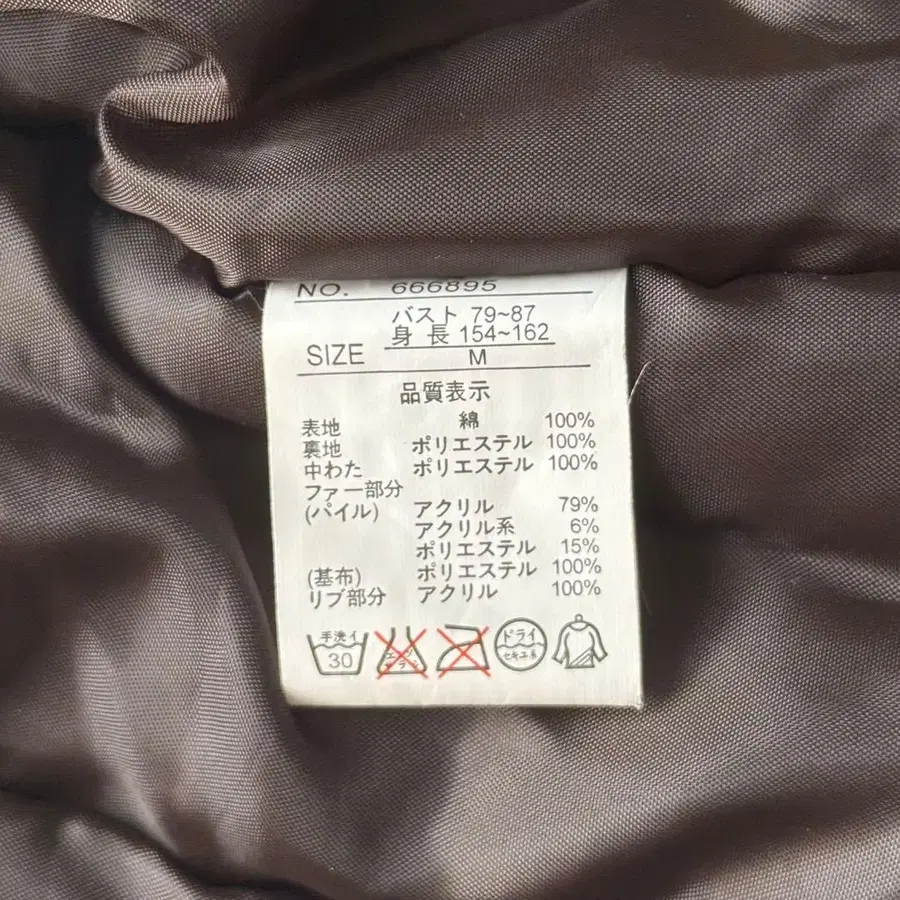 NO. 666895
バスト 79~87
身長 154~162
SIZE M
品質表示
表地 綿 100%
裏地 ポリエステル 100%
中わた ポリエステル 100%
ファー部分
(パイル) アクリル 79%
アクリル系 6%
ポリエステル 15%
(基布) ポリエステル 100%
リブ部分 アクリル 100%
手洗イ
30
ドライ
セキユ系